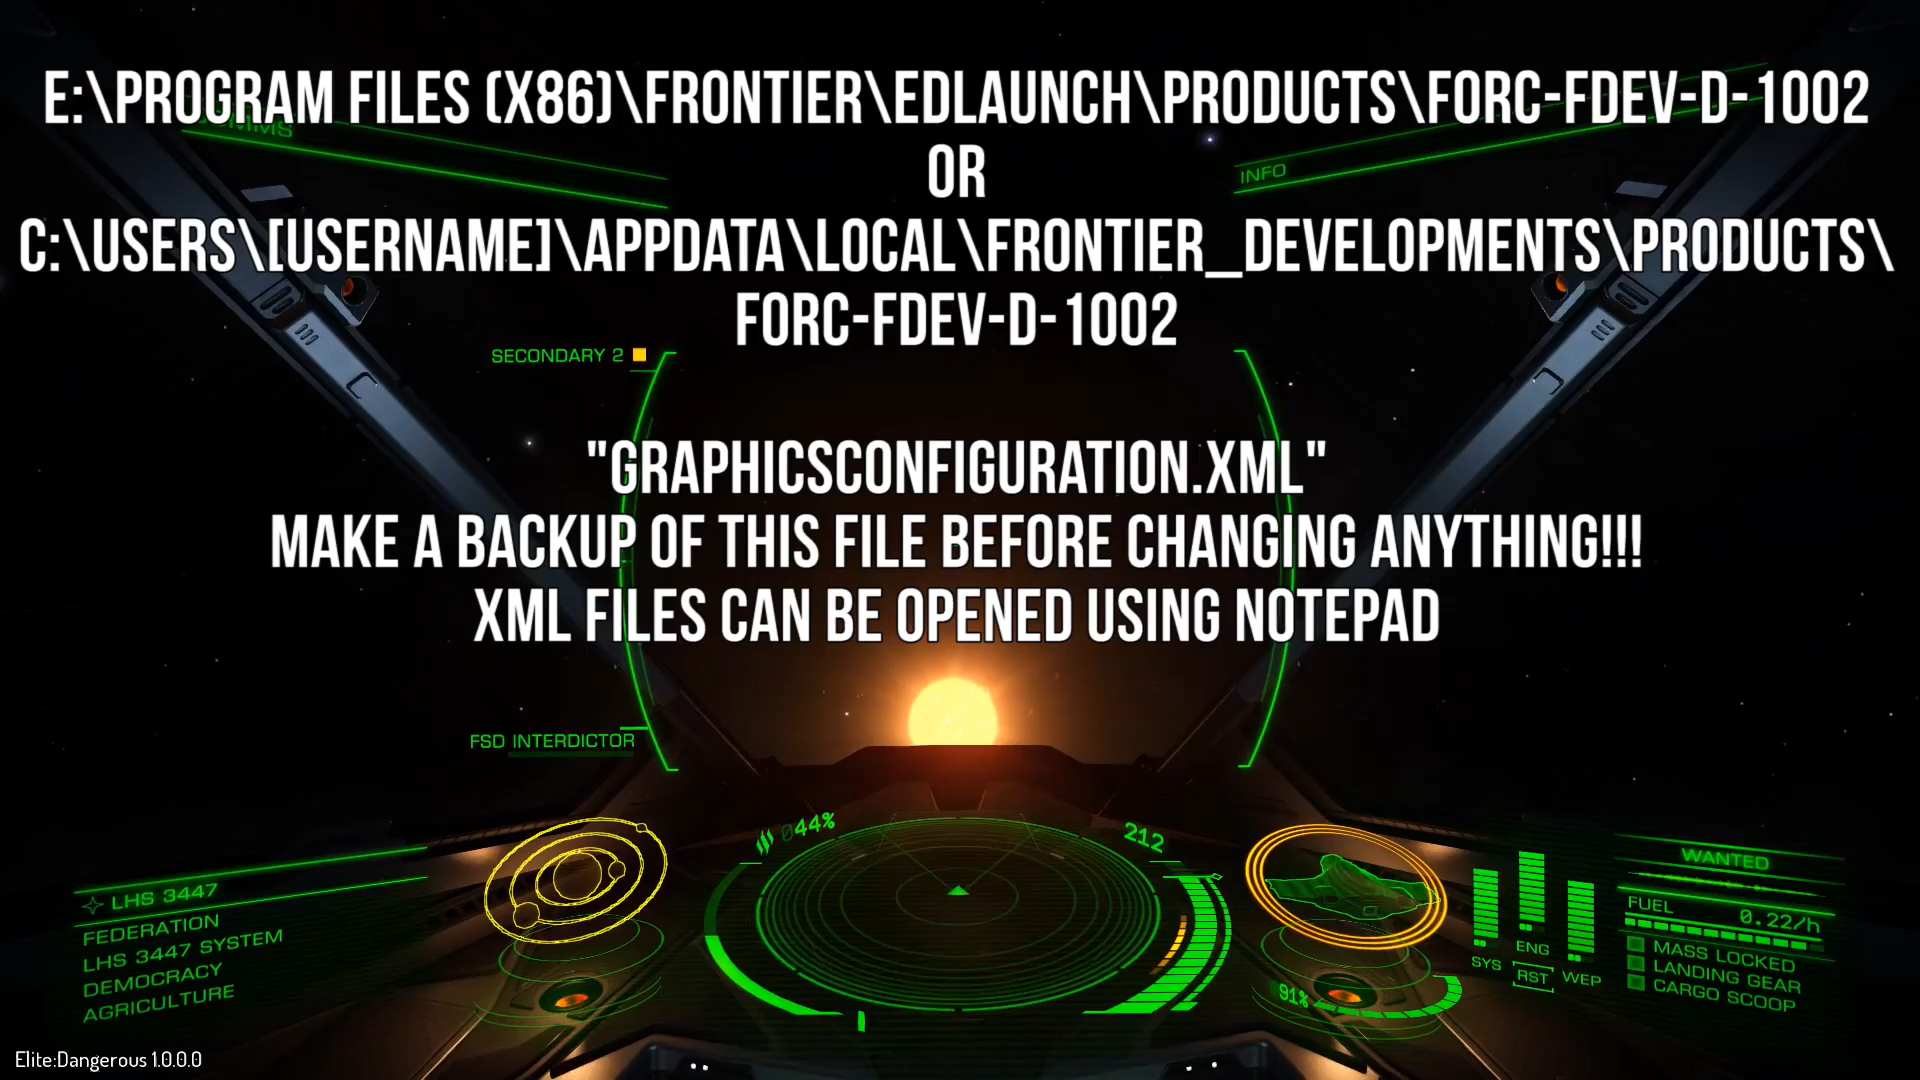 E:\PROGRAM FILES (X86)\FRONTIER\EDLAUNCH\PRODUCTS\FORC-FDEV-D-1002
OR
C:\USERS\[USERNAME]\APPDATA\LOCAL\FRONTIER_DEVELOPMENTS\PRODUCTS\
FORC-FDEV-D-1002
"GRAPHICSCONFIGURATION.XML"
MAKE A BACKUP OF THIS FILE BEFORE CHANGING ANYTHING!!!
XML FILES CAN BE OPENED USING NOTEPAD
INFO
SECONDARY 2
FSD INTERDICTOR
044%
212
LHS 3447
FEDERATION
LHS 3447 SYSTEM
DEMOCRACY
AGRICULTURE
91%
SYS
ENG
RST
WEP
WANTED
FUEL 0.22/h
MASS LOCKED
LANDING GEAR
CARGO SCOOP
Elite:Dangerous 1.0.0.0